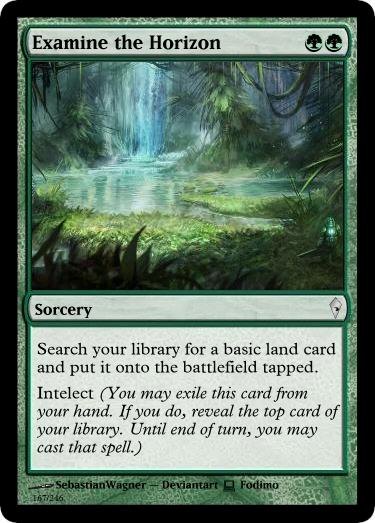 Examine the Horizon
Sorcery
Search your library for a basic land card
and put it onto the battlefield tapped.
Intelect (You may exile this card from
your hand. If you do, reveal the top card of
your library. Until end of turn, you may
cast that spell.)
SebastianWagner — Deviantart Fodimo
167/246